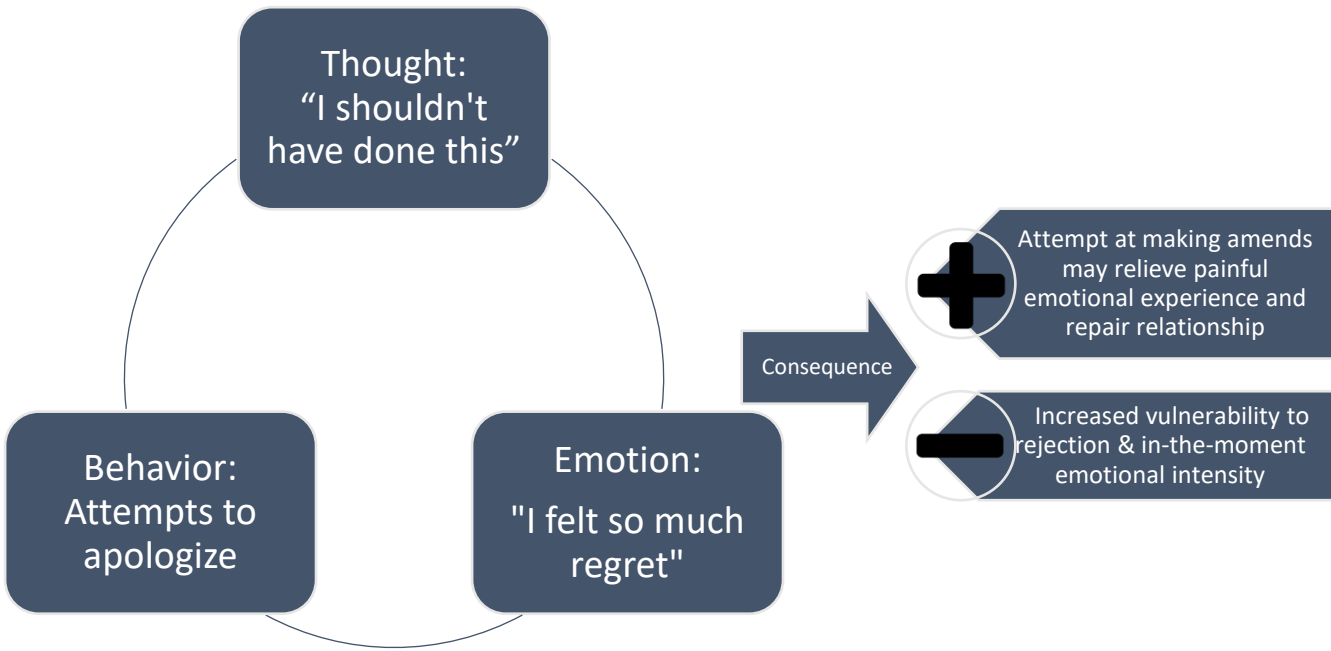 Thought:
“I shouldn't
have done this”
Behavior:
Attempts to
apologize
Emotion:
"I felt so much
regret"
Consequence
Attempt at making amends
may relieve painful
emotional experience and
repair relationship
Increased vulnerability to
rejection & in-the-moment
emotional intensity